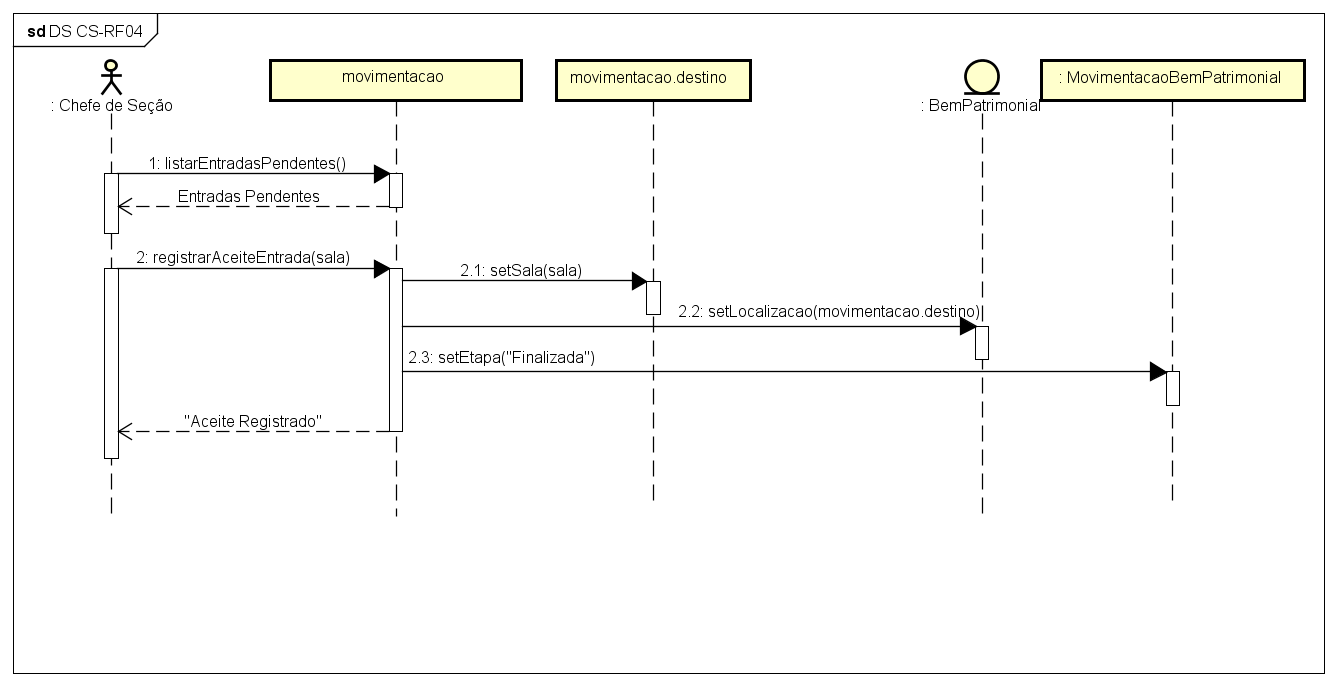 sd DS CS-RF04
movimentacao
movimentacao.destino
: MovimentacaoBemPatrimonial
: Chefe de Seção
: BemPatrimonial
1: listarEntradasPendentes()
Entradas Pendentes
2: registrarAceiteEntrada(sala)
2.1: setSala(sala)
2.2: setLocalizacao(movimentacao.destino)
2.3: setEtapa("Finalizada")
"Aceite Registrado"